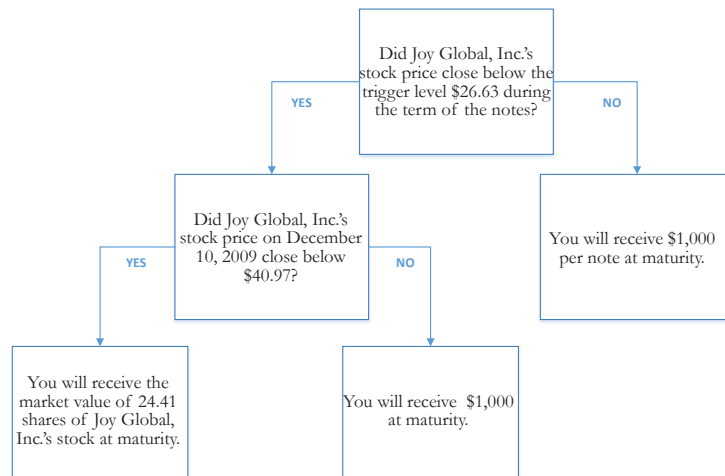 Did Joy Global, Inc.'s
stock price close below the
trigger level $26.63 during
the term of the notes?
YES
NO
Did Joy Global, Inc.'s
stock price on December
10, 2009 close below
$40.97?
You will receive $1,000
per note at maturity.
YES
NO
You will receive the
market value of 24.41
shares of Joy Global,
Inc.'s stock at maturity.
You will receive $1,000
at maturity.